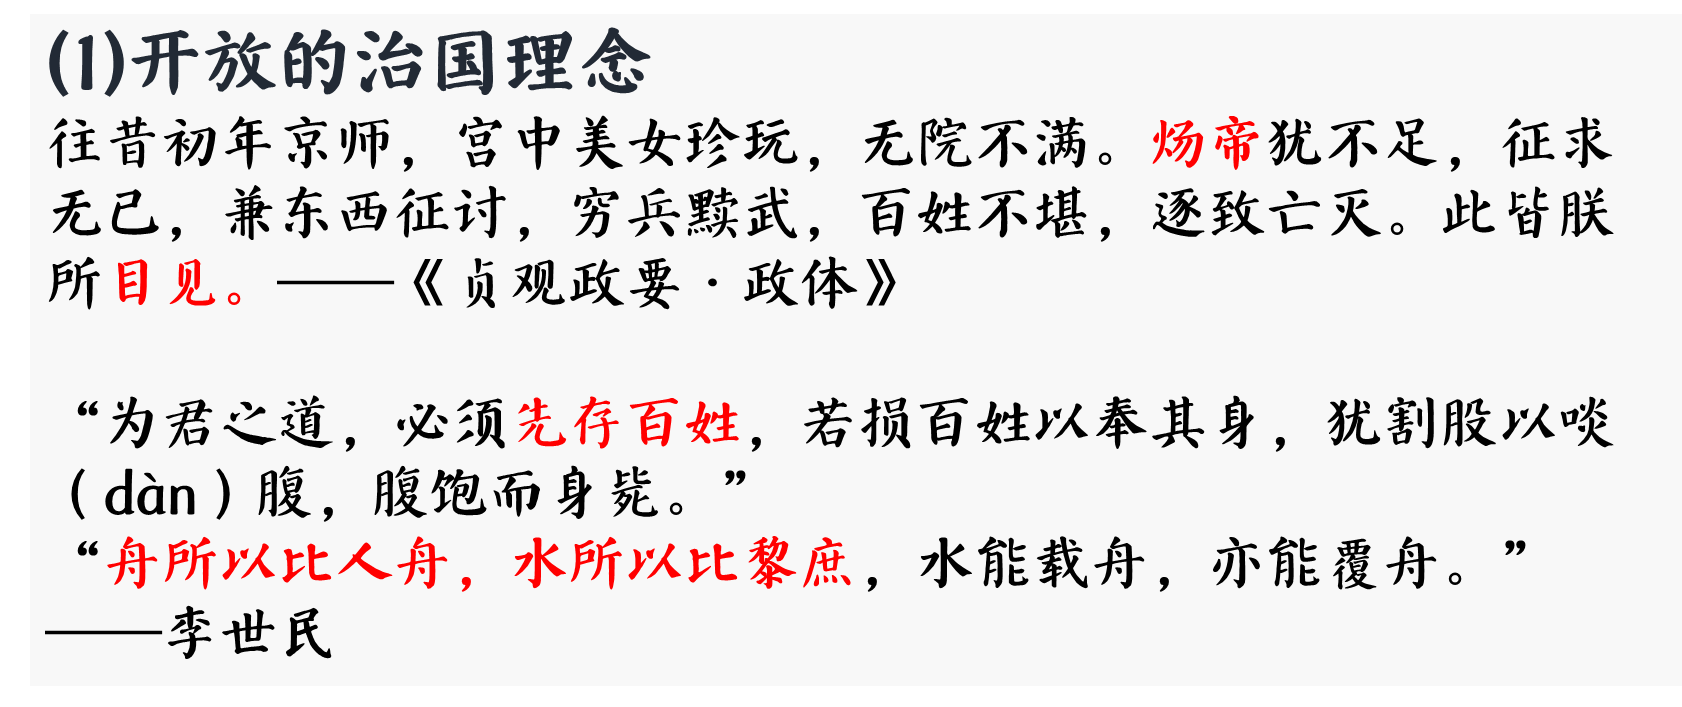 (1)开放的治国理念
往昔初年京师，宫中美女珍玩，无院不满。炀帝犹不足，征求
无已，兼东西征讨，穷兵黩武，百姓不堪，逐致亡灭。此皆朕
所目见。——《贞观政要·政体》
“为君之道，必须先存百姓，若损百姓以奉其身，犹割股以啖
（dàn）腹，腹饱而身毙。”
“舟所以比人舟，水所以比黎庶，水能载舟，亦能覆舟。”
——李世民